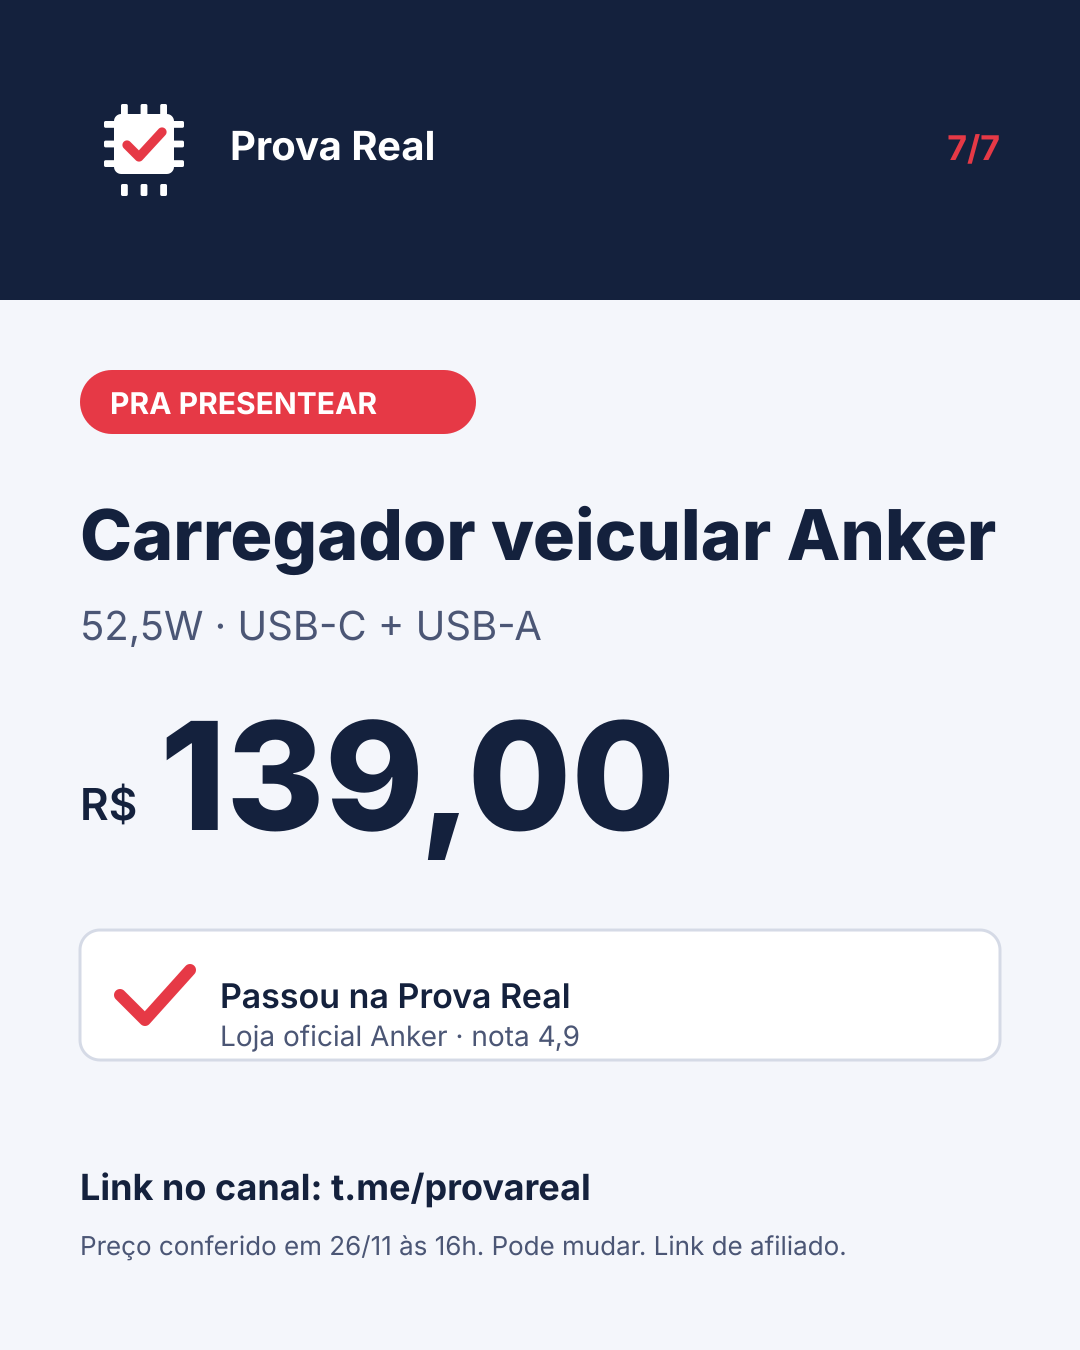 Prova Real
7/7
PRA PRESENTEAR
Carregador veicular Anker
52,5W · USB-C + USB-A
R$ 139,00
Passou na Prova Real
Loja oficial Anker · nota 4,9
Link no canal: t.me/provareal
Preço conferido em 26/11 às 16h. Pode mudar. Link de afiliado.